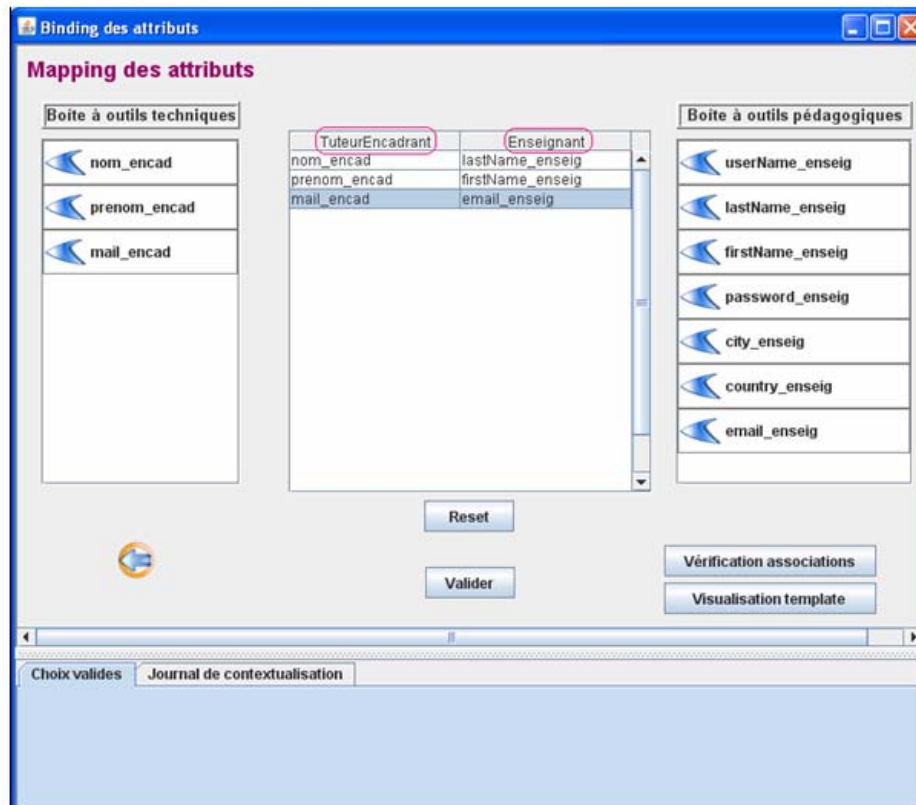 Binding des attributs
Mapping des attributs
Boîte à outils techniques
nom_encad
prenom_encad
mail_encad
TuteurEncadrant Enseignant
nom_encad lastName_enseig
prenom_encad firstName_enseig
mail_encad email_enseig
Boîte à outils pédagogiques
userName_enseig
lastName_enseig
firstName_enseig
password_enseig
city_enseig
country_enseig
email_enseig
Reset
Valider
Vérification associations
Visualisation template
Choix valides Journal de contextualisation